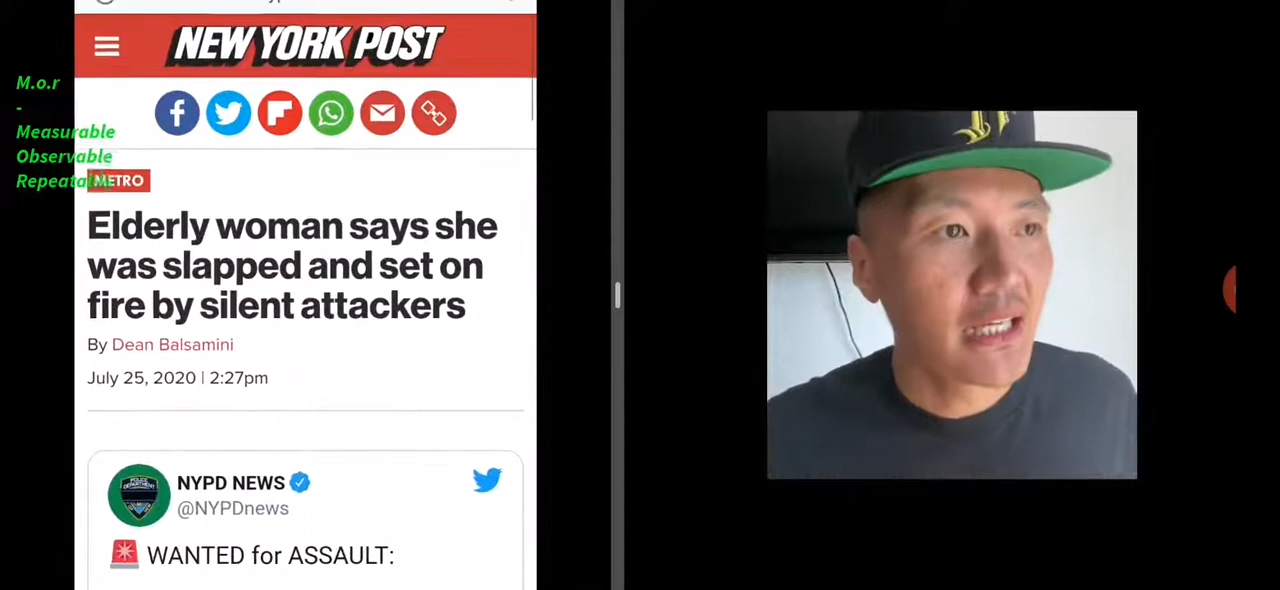 NEW YORK POST
M.o.r
-
Measurable
Observable
METRO
Elderly woman says she
was slapped and set on
fire by silent attackers
By Dean Balsamini
July 25, 2020 | 2:27pm
NYPD NEWS
@NYPDnews
🚨 WANTED for ASSAULT: